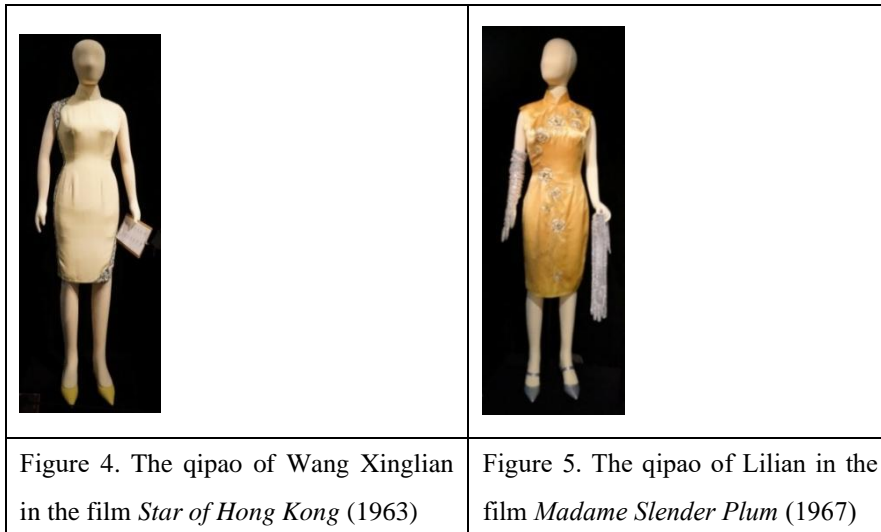 Figure 4. The qipao of Wang Xinglian
in the film Star of Hong Kong (1963)
Figure 5. The qipao of Lilian in the
film Madame Slender Plum (1967)